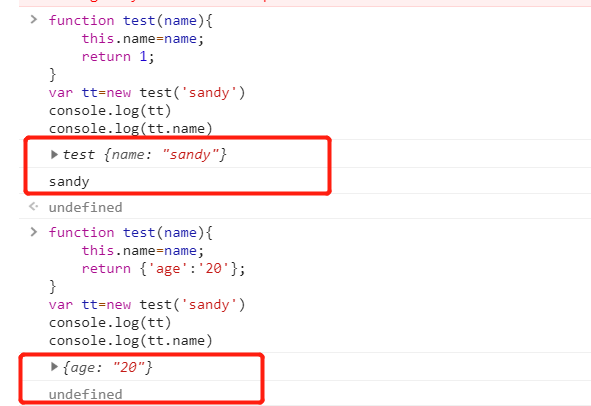 > function test(name){
this.name=name;
return 1;
}
var tt=new test('sandy')
console.log(tt)
console.log(tt.name)
▶test {name: "sandy"}
sandy
<· undefined
> function test(name){
this.name=name;
return {'age':'20'};
}
var tt=new test('sandy')
console.log(tt)
console.log(tt.name)
▶{age: "20"}
undefined